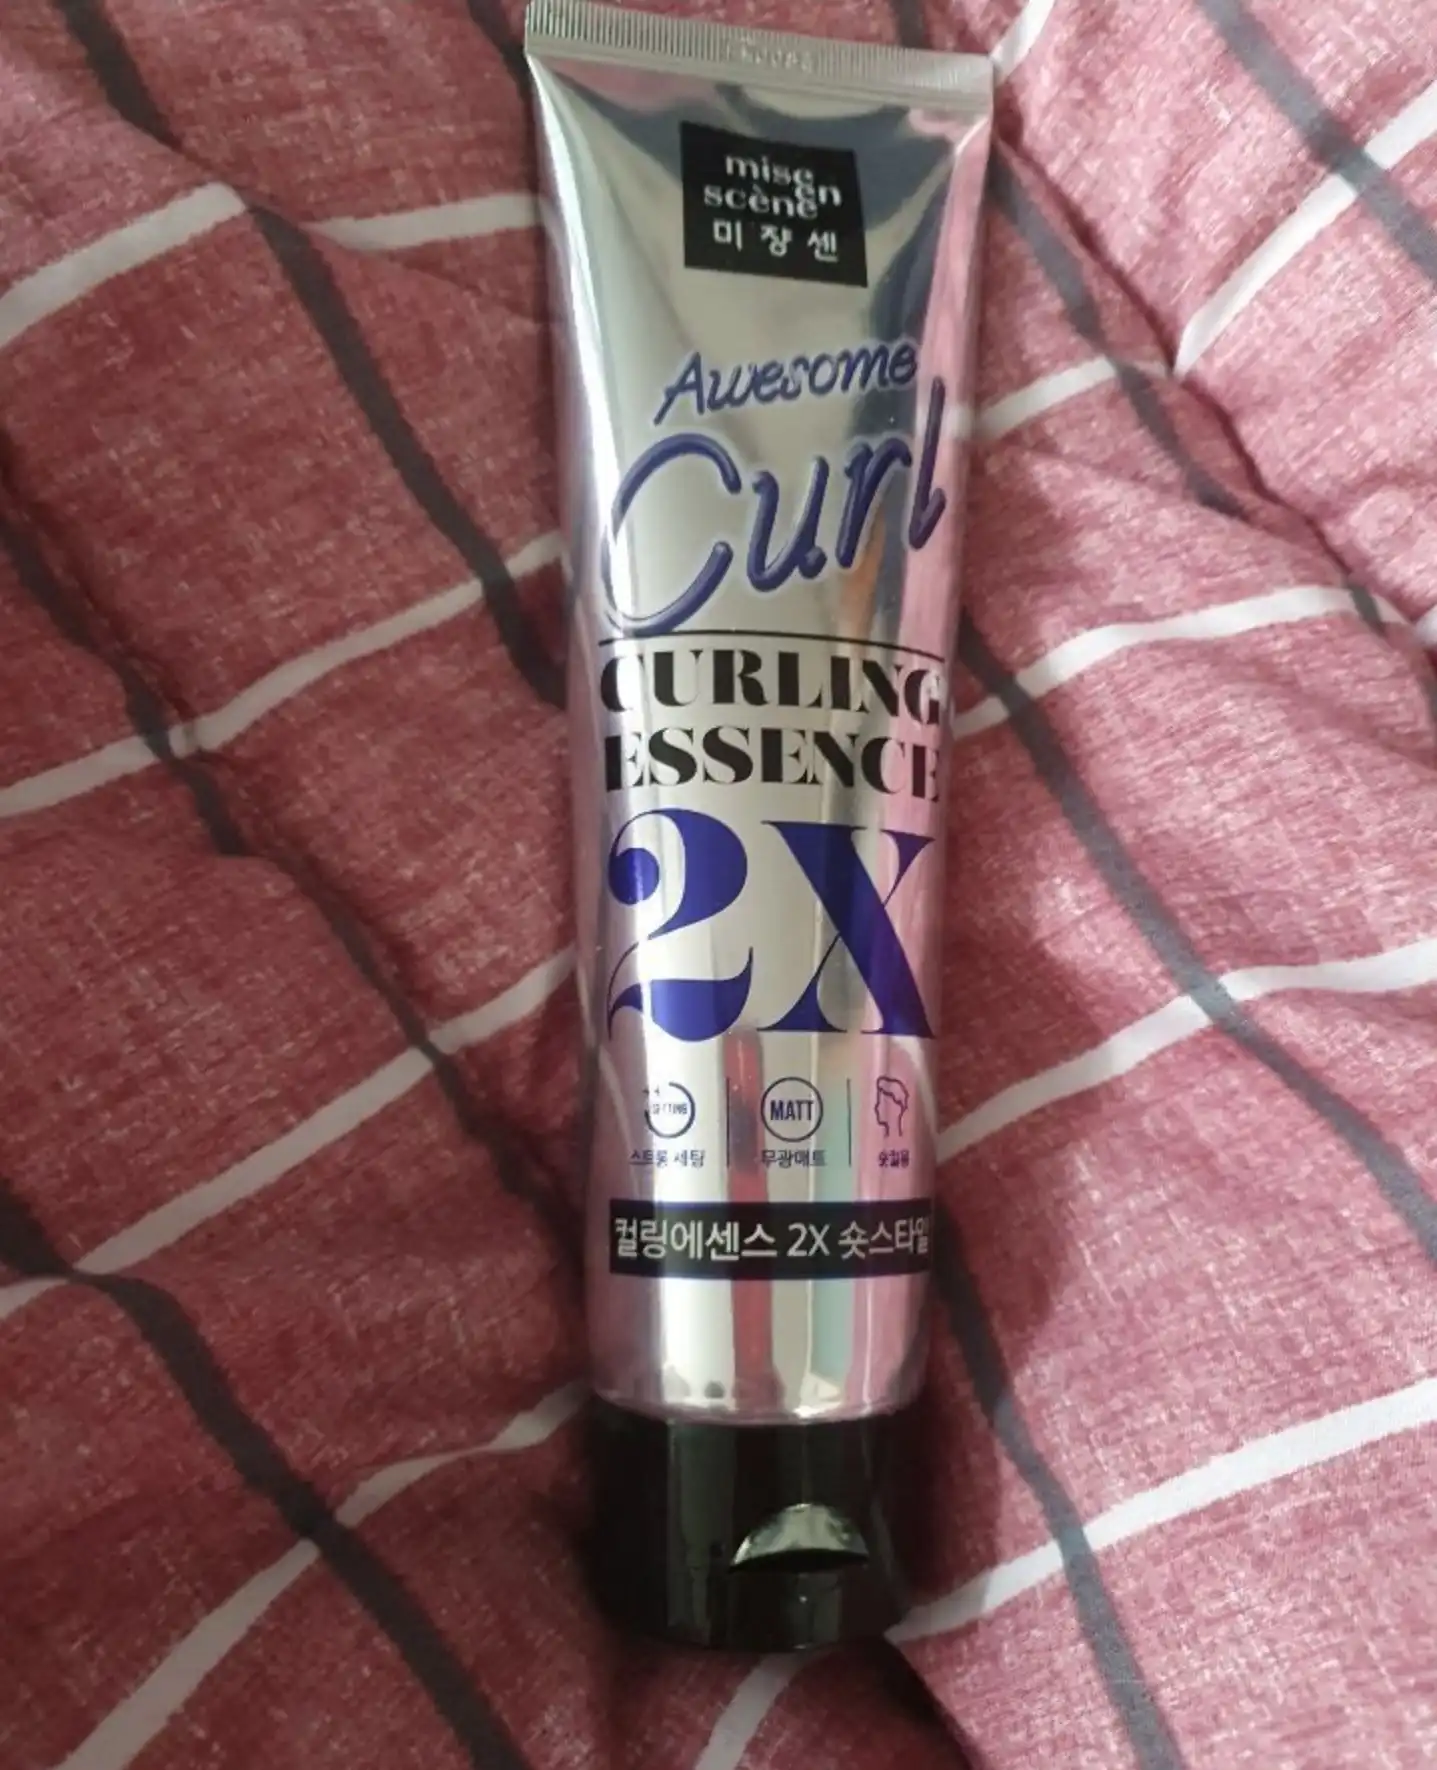 mise
en
scène
미쟝센
Awesome
Curl
CURLING
ESSENCE
2X
MATT
스트롱 세팅
무광매트
숏컬용
컬링에센스 2X 숏스타일